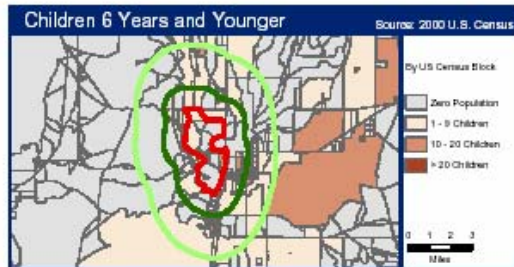 Children 6 Years and Younger
Source: 2000 U.S. Census
By US Census Block
Zero Population
1 - 9 Children
10 - 20 Children
> 20 Children
0 1 2 3
Miles